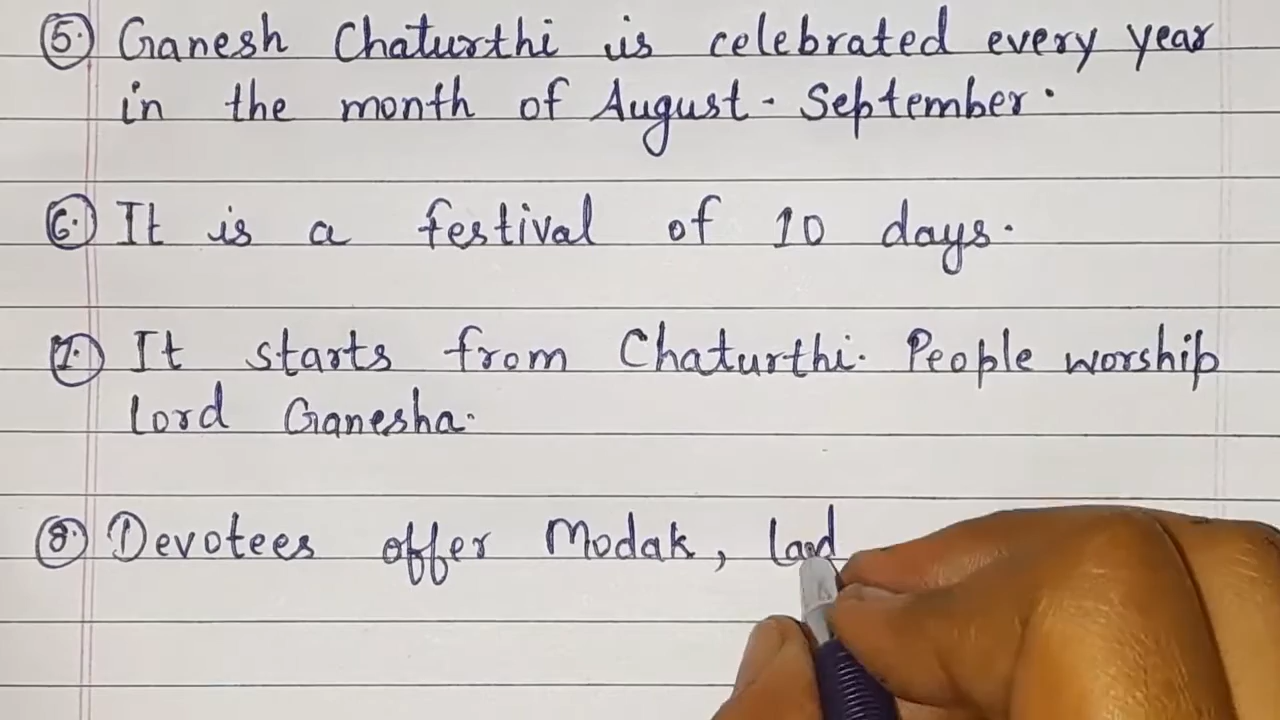 5. Ganesh Chaturthi is celebrated every year
in the month of August - September.
6. It is a festival of 10 days.
7. It starts from Chaturthi. People worship
lord Ganesha.
8. Devotees offer Modak, lad